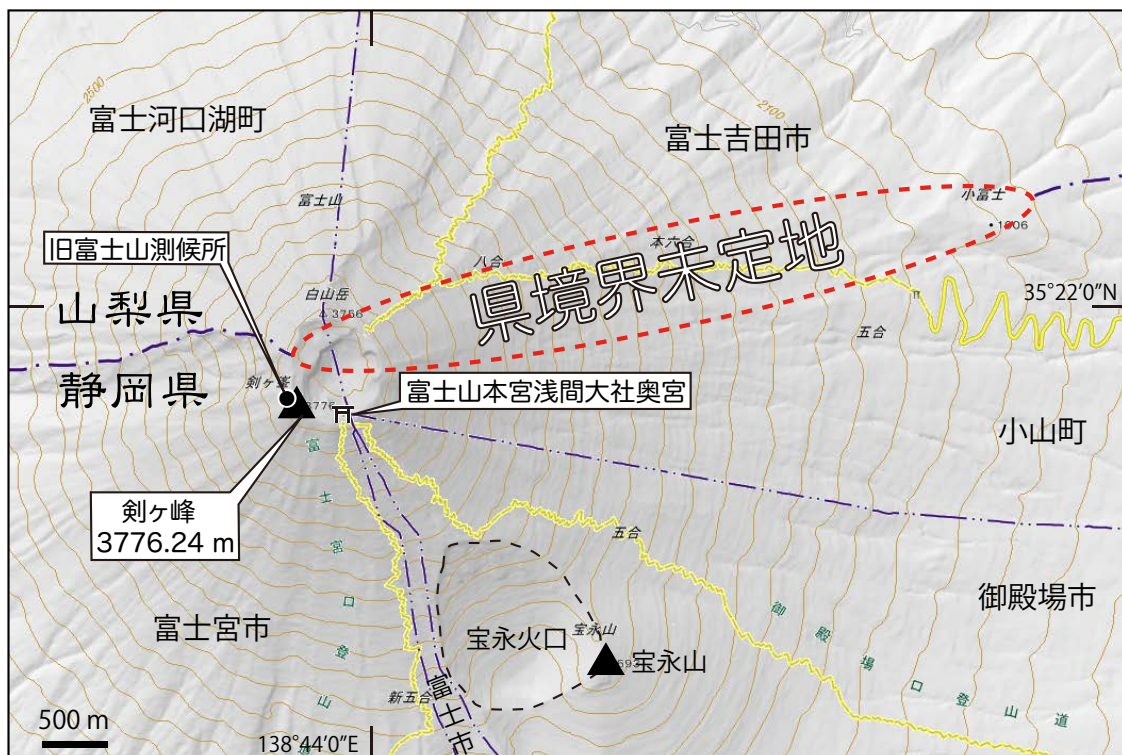 2500
2100
富士河口湖町
富士吉田市
小富士
1906
富士山
旧富士山測候所
八合
本六合
県境界未定地
白山岳
3756
山梨県
35°22′0″N
五合
静岡県
剣ヶ峯
3776
富士山本宮浅間大社奥宮
小山町
剣ヶ峰
3776.24 m
富士宮口登山道
五合
御殿場市
富士宮市
宝永火口
宝永山
宝永山
御殿場口登山道
新五合
富士市
500 m
138°44′0″E